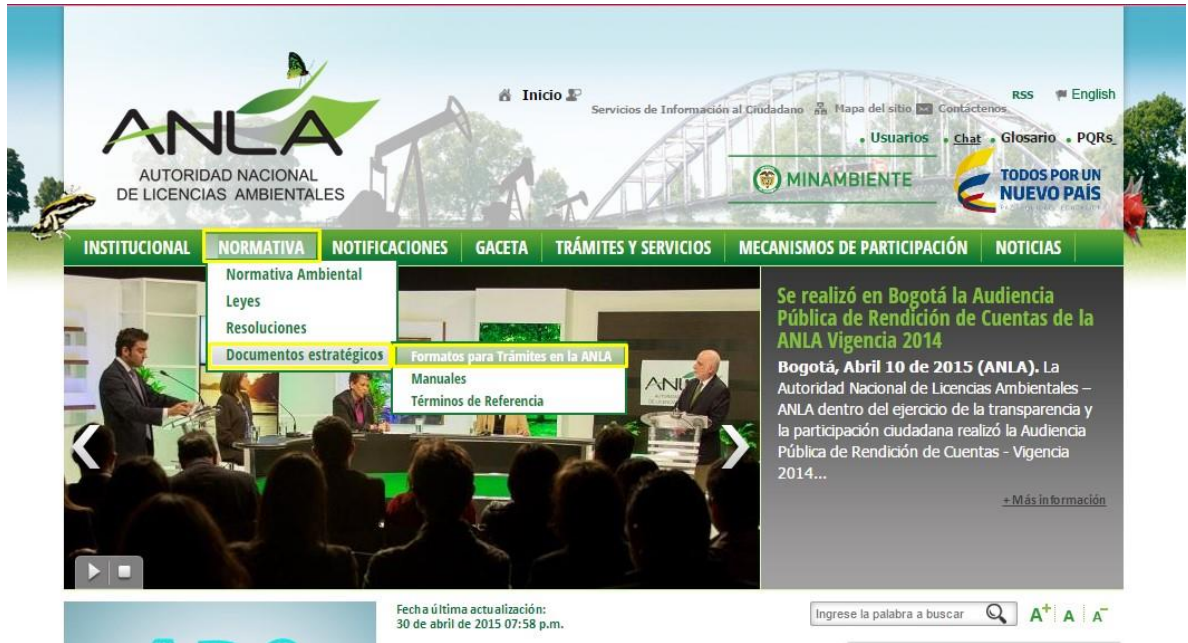 Inicio
RSS English
Servicios de Información al Ciudadano Mapa del sitio Contáctenos
Usuarios Chat Glosario PQRs
ANLA
AUTORIDAD NACIONAL
DE LICENCIAS AMBIENTALES
MINAMBIENTE
TODOS POR UN
NUEVO PAÍS
INSTITUCIONAL NORMATIVA NOTIFICACIONES GACETA TRÁMITES Y SERVICIOS MECANISMOS DE PARTICIPACIÓN NOTICIAS
Normativa Ambiental
Leyes
Resoluciones
Documentos estratégicos
Formatos para Trámites en la ANLA
Manuales
Términos de Referencia
Se realizó en Bogotá la Audiencia
Pública de Rendición de Cuentas de la
ANLA Vigencia 2014
Bogotá, Abril 10 de 2015 (ANLA). La
Autoridad Nacional de Licencias Ambientales –
ANLA dentro del ejercicio de la transparencia y
la participación ciudadana realizó la Audiencia
Pública de Rendición de Cuentas - Vigencia
2014...
+ Más información
Fecha última actualización:
30 de abril de 2015 07:58 p.m.
Ingrese la palabra a buscar
A+ A A-